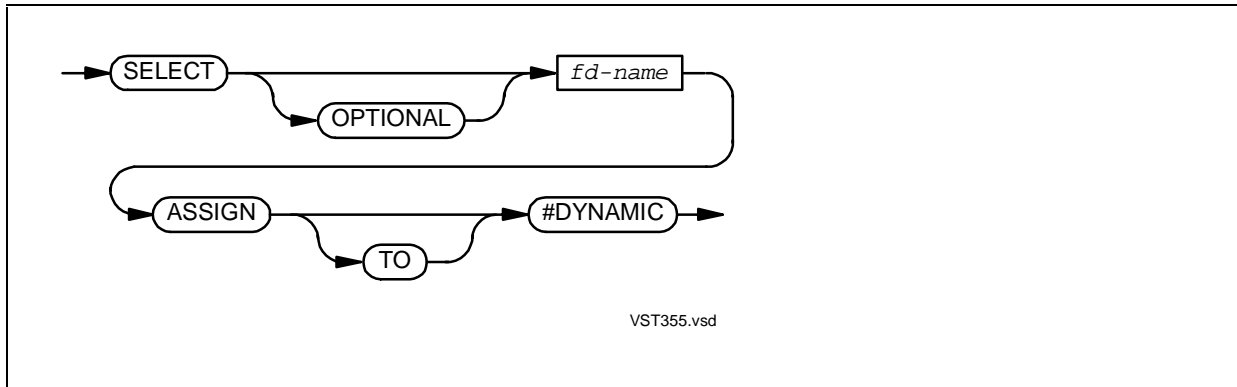 SELECT fd-name
OPTIONAL
ASSIGN #DYNAMIC
TO
VST355.vsd